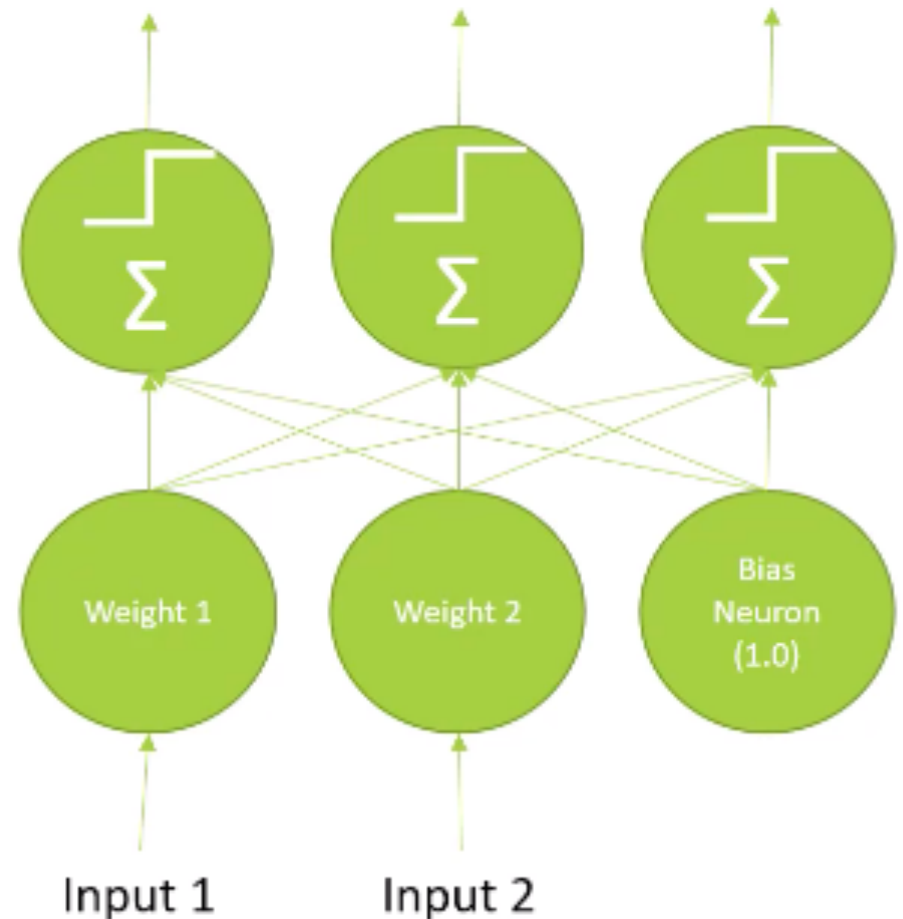 Σ Σ Σ
Weight 1
Weight 2
Bias
Neuron
(1.0)
Input 1
Input 2